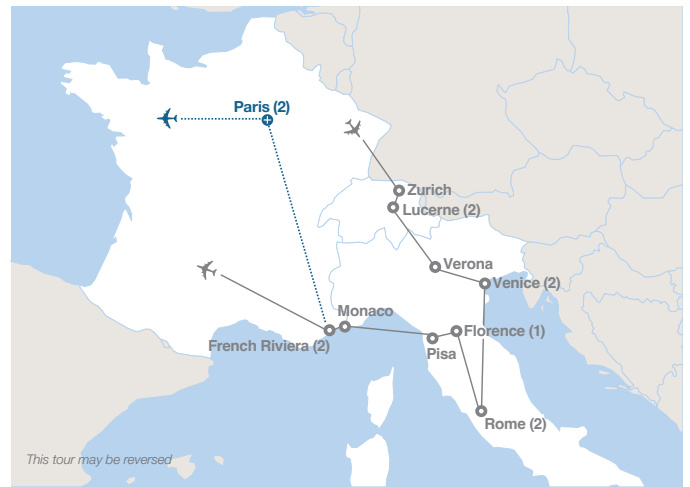 Paris (2)
Zurich
Lucerne (2)
Verona
Venice (2)
Monaco
Florence (1)
French Riviera (2)
Pisa
Rome (2)
This tour may be reversed